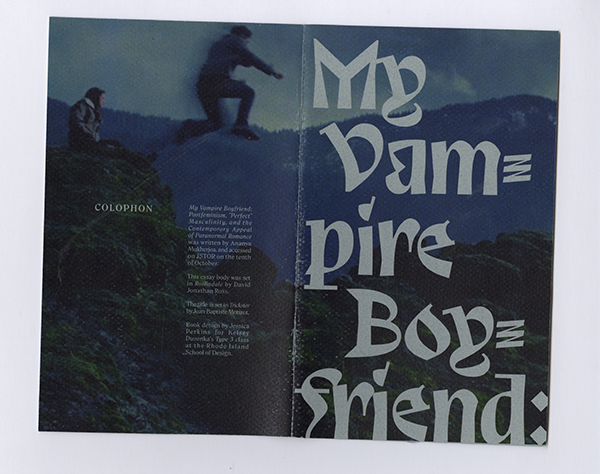 COLOPHON
My Vampire Boyfriend:
Postfeminism, "Perfect"
Masculinity, and the
Contemporary Appeal
of Paranormal Romance
was written by Ananya
Mukherjea, and accessed
on JSTOR on the tenth
of October.
This essay body was set
in Roslindale by David
Jonathan Ross.
The title is set in Trickster
by Jean-Baptiste Morizot.
Book design by Jessica
Perkins for Kelsey
Dusenka's Type 3 class
at the Rhode Island
School of Design.
My
Vam-
pire
Boy-
friend: